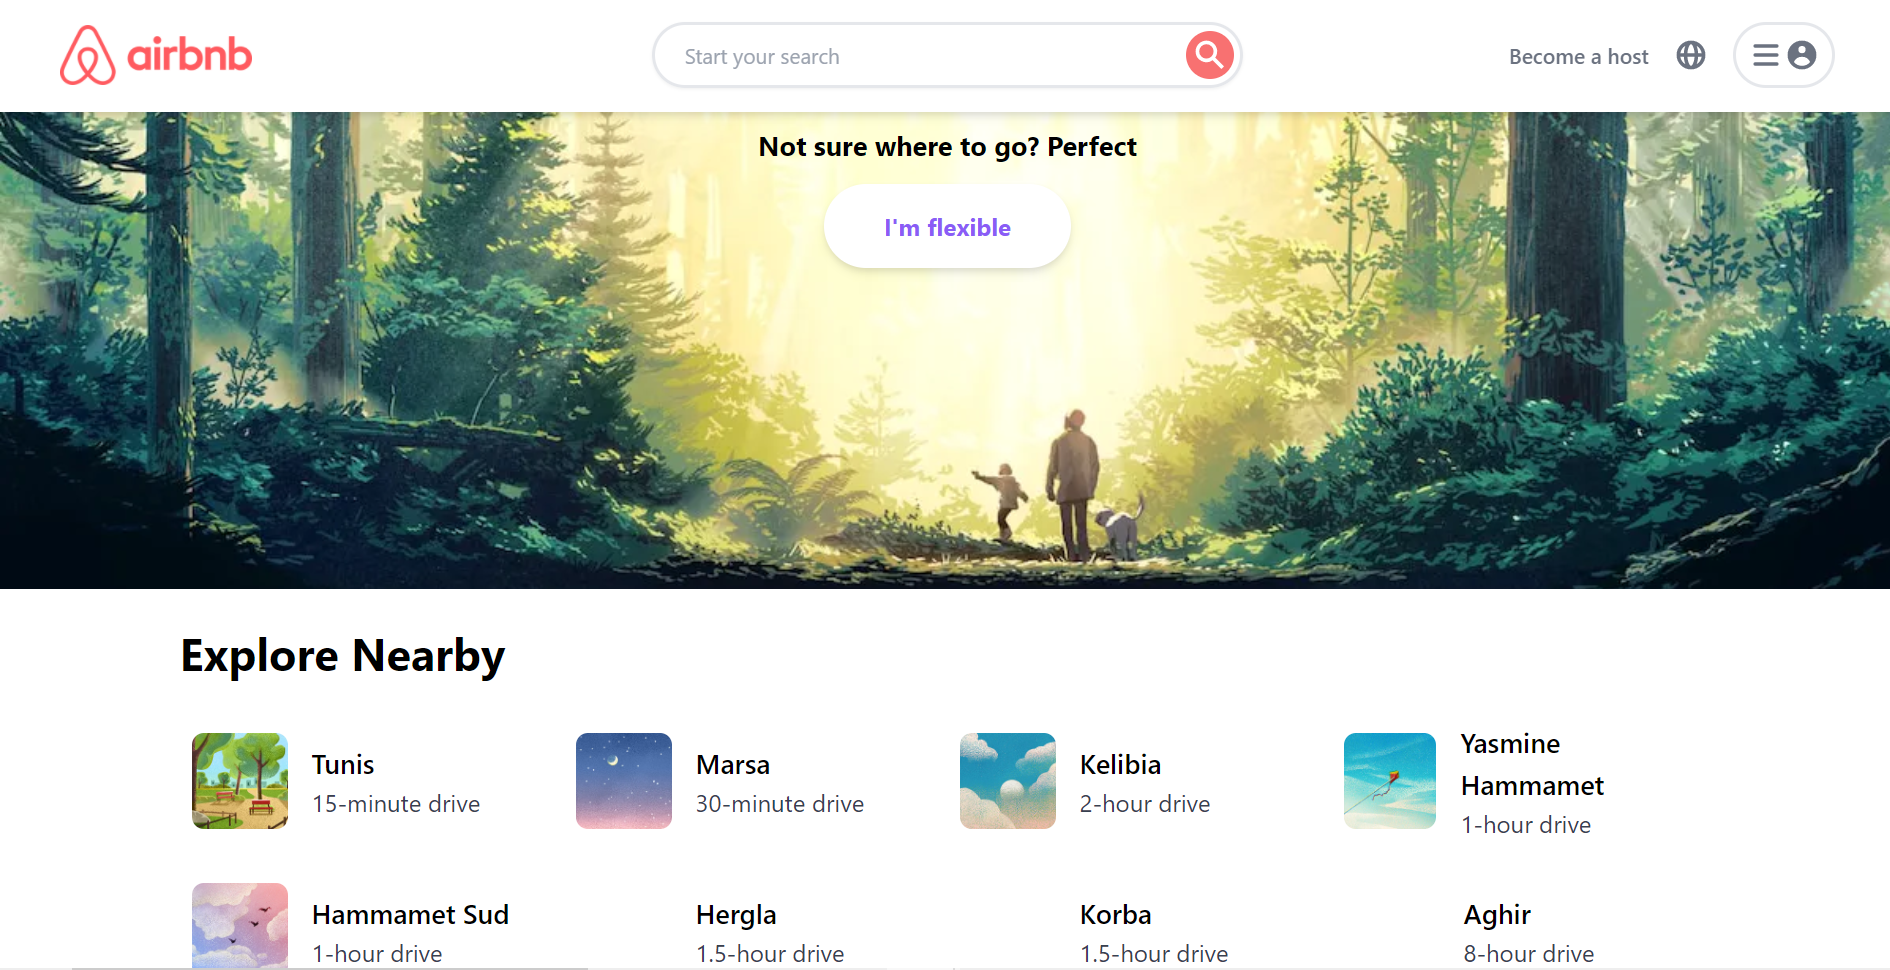 airbnb
Start your search
Become a host
Not sure where to go? Perfect
I'm flexible
Explore Nearby
Tunis
15-minute drive
Marsa
30-minute drive
Kelibia
2-hour drive
Yasmine
Hammamet
1-hour drive
Hammamet Sud
1-hour drive
Hergla
1.5-hour drive
Korba
1.5-hour drive
Aghir
8-hour drive